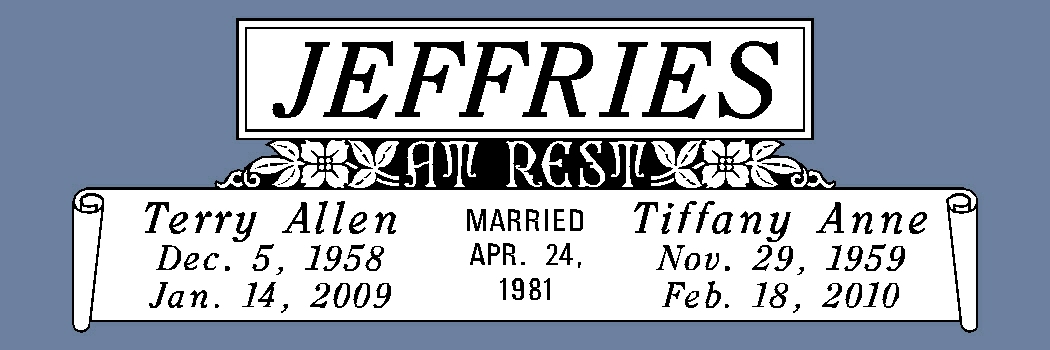 JEFFRIES
AT REST
Terry Allen
Dec. 5, 1958
Jan. 14, 2009
MARRIED
APR. 24,
1981
Tiffany Anne
Nov. 29, 1959
Feb. 18, 2010